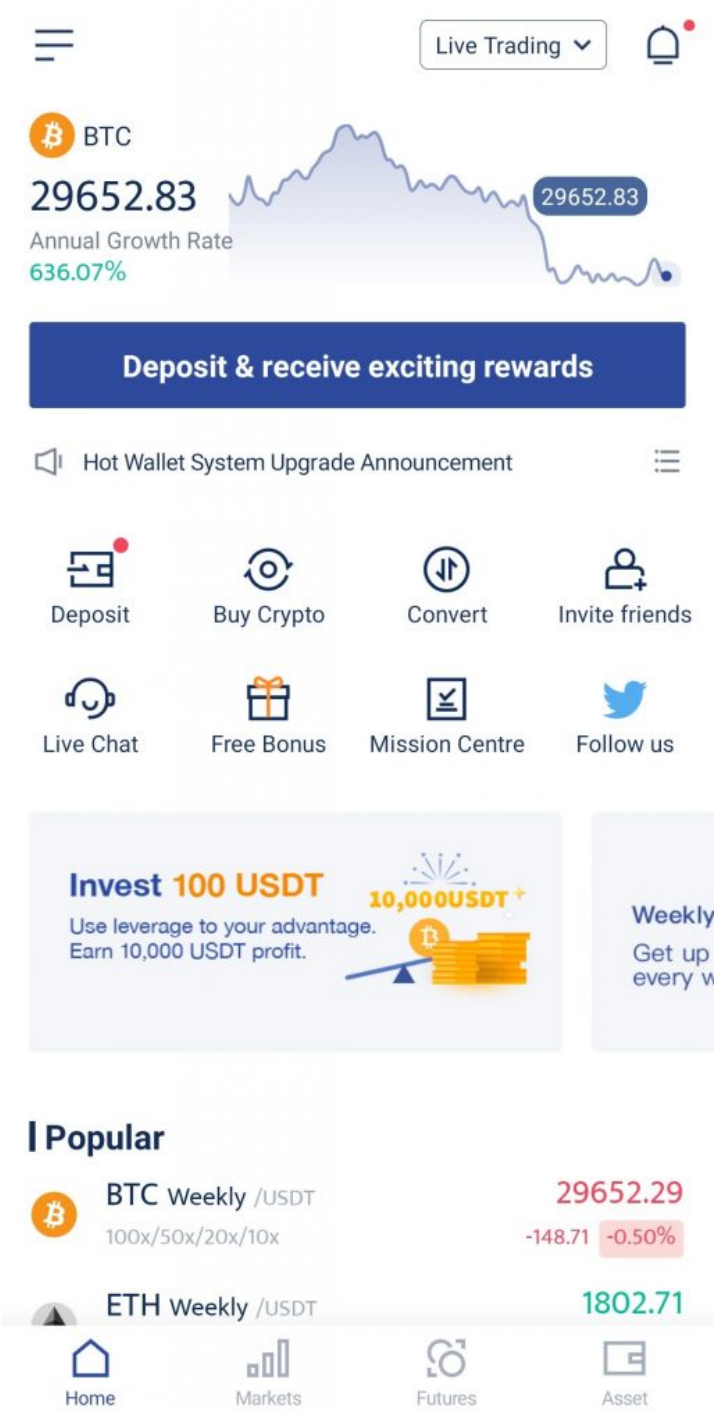 Live Trading
BTC
29652.83
29652.83
Annual Growth Rate
636.07%
Deposit & receive exciting rewards
Hot Wallet System Upgrade Announcement
Deposit Buy Crypto Convert Invite friends
Live Chat Free Bonus Mission Centre Follow us
Invest 100 USDT
10,000USDT
Use leverage to your advantage.
Earn 10,000 USDT profit.
Weekly
Get up
every w
Popular
BTC Weekly /USDT 29652.29
100x/50x/20x/10x -148.71 -0.50%
ETH Weekly /USDT 1802.71
Home Markets Futures Asset